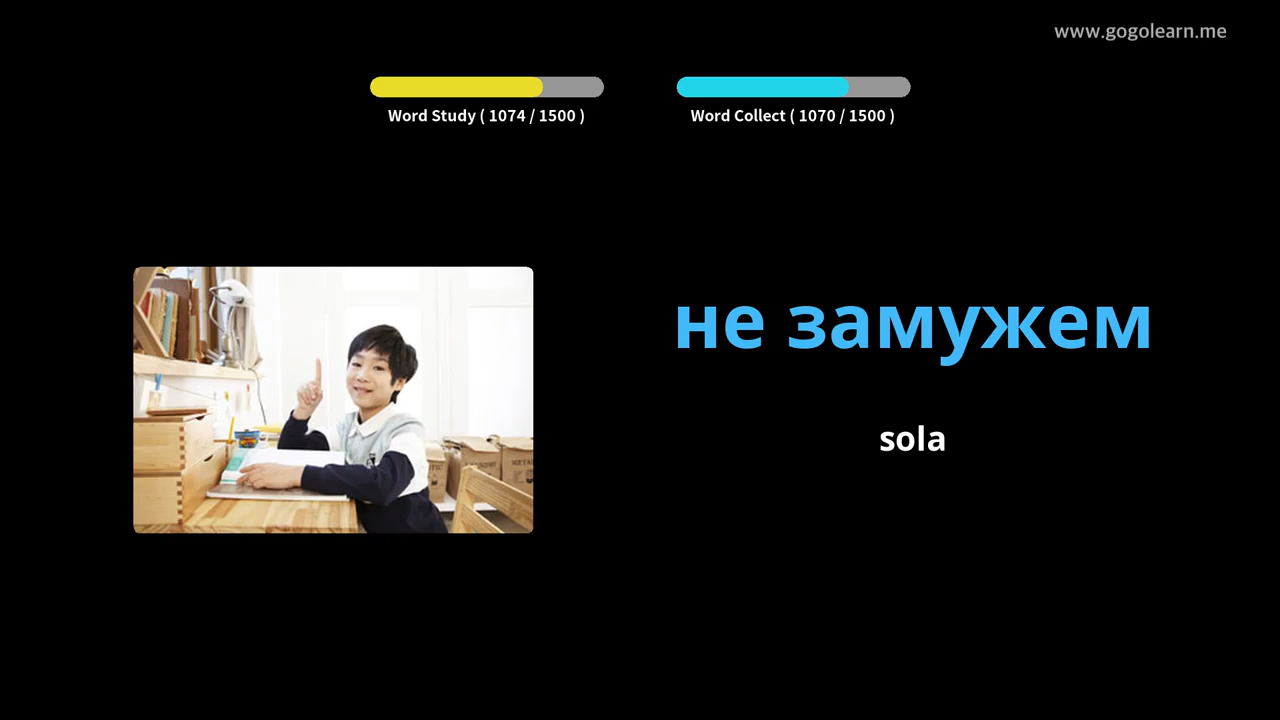 www.gogolearn.me
Word Study ( 1074 / 1500 )
Word Collect ( 1070 / 1500 )
не замужем
sola